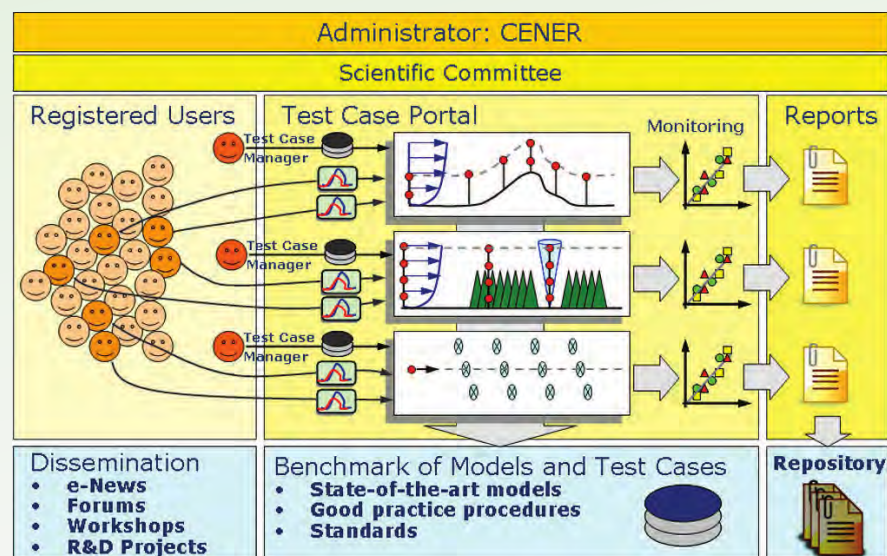 Administrator: CENER
Scientific Committee
Registered Users
Test Case Portal
Monitoring
Reports
Test Case
Manager
Test Case
Manager
Test Case
Manager
Dissemination
• e-News
• Forums
• Workshops
• R&D Projects
Benchmark of Models and Test Cases
• State-of-the-art models
• Good practice procedures
• Standards
Repository